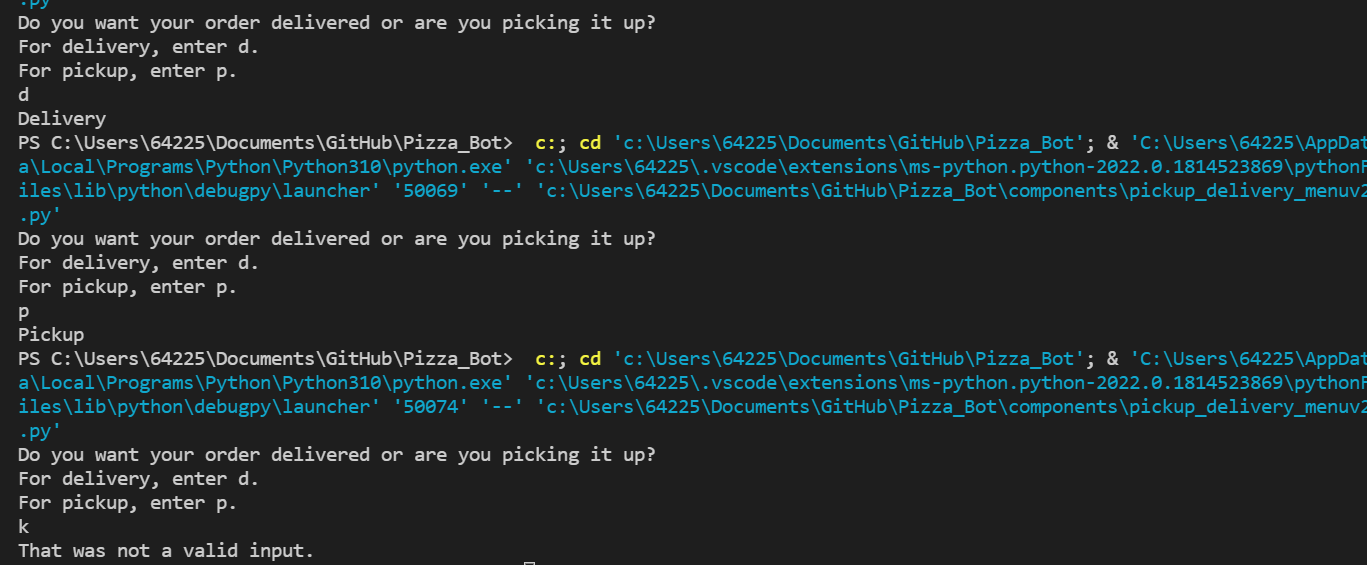 .py'
Do you want your order delivered or are you picking it up?
For delivery, enter d.
For pickup, enter p.
d
Delivery
PS C:\Users\64225\Documents\GitHub\Pizza_Bot>  c:; cd 'c:\Users\64225\Documents\GitHub\Pizza_Bot'; & 'C:\Users\64225\AppDat
a\Local\Programs\Python\Python310\python.exe' 'c:\Users\64225\.vscode\extensions\ms-python.python-2022.0.1814523869\pythonF
iles\lib\python\debugpy\launcher' '50069' '--' 'c:\Users\64225\Documents\GitHub\Pizza_Bot\components\pickup_delivery_menuv2
.py'
Do you want your order delivered or are you picking it up?
For delivery, enter d.
For pickup, enter p.
p
Pickup
PS C:\Users\64225\Documents\GitHub\Pizza_Bot>  c:; cd 'c:\Users\64225\Documents\GitHub\Pizza_Bot'; & 'C:\Users\64225\AppDat
a\Local\Programs\Python\Python310\python.exe' 'c:\Users\64225\.vscode\extensions\ms-python.python-2022.0.1814523869\pythonF
iles\lib\python\debugpy\launcher' '50074' '--' 'c:\Users\64225\Documents\GitHub\Pizza_Bot\components\pickup_delivery_menuv2
.py'
Do you want your order delivered or are you picking it up?
For delivery, enter d.
For pickup, enter p.
k
That was not a valid input.